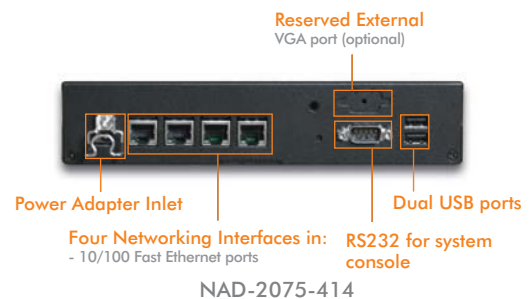 Reserved External
VGA port (optional)
Power Adapter Inlet
Dual USB ports
Four Networking Interfaces in:
- 10/100 Fast Ethernet ports
RS232 for system
console
NAD-2075-414